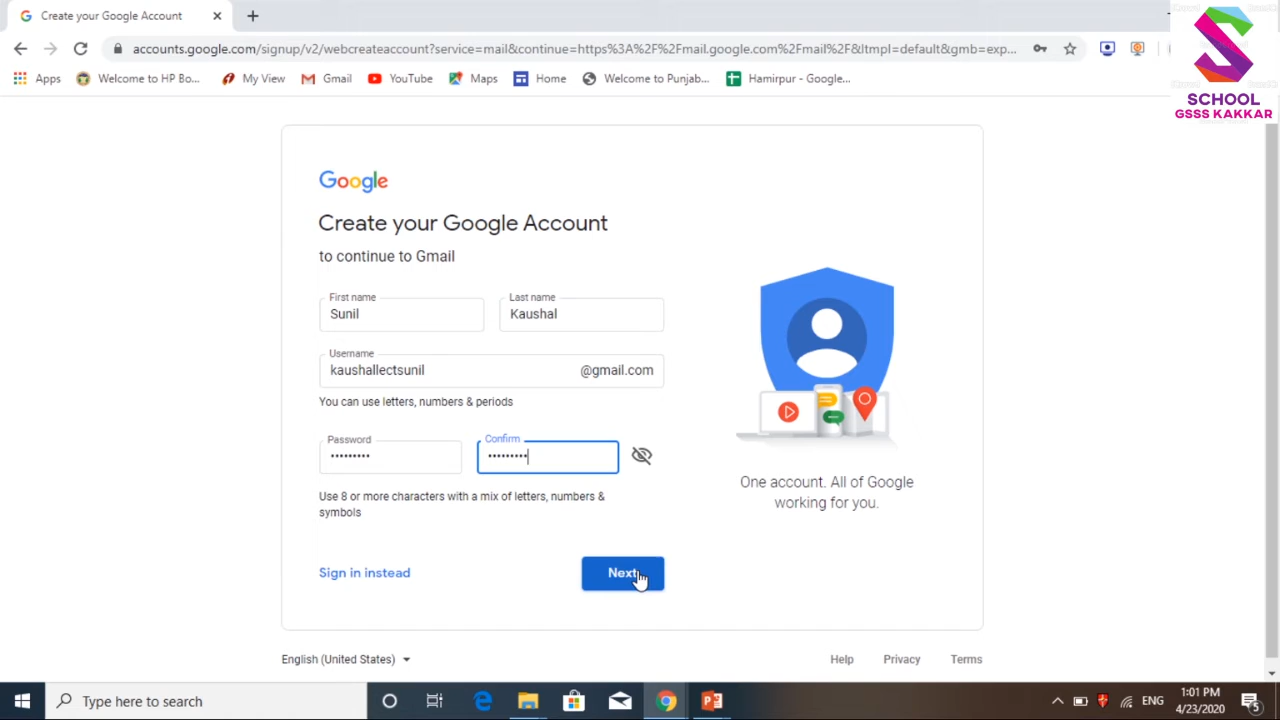 Create your Google Account
accounts.google.com/signup/v2/webcreateaccount?service=mail&continue=https%3A%2F%2Fmail.google.com%2Fmail%2F&ltmpl=default&gmb=exp...
Apps
Welcome to HP Bo...
My View
Gmail
YouTube
Maps
Home
Welcome to Punjab...
Hamirpur - Google...
SCHOOL
GSSS KAKKAR
Google
Create your Google Account
to continue to Gmail
First name
Last name
Sunil
Kaushal
Username
kaushallectsunil
@gmail.com
You can use letters, numbers & periods
Password
Confirm
•••••••••
•••••••••
Use 8 or more characters with a mix of letters, numbers &
symbols
Sign in instead
Next
One account. All of Google
working for you.
English (United States)
Help
Privacy
Terms
Type here to search
ENG
1:01 PM
4/23/2020
5